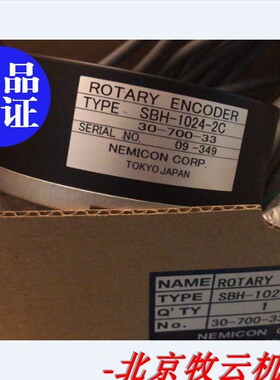 品
证
ROTARY ENCODER
TYPE SBH-1024-2C
30-700-33
SERIAL NO. 09-349
NEMICON CORP.
TOKYO JAPAN
NAME ROTARY
TYPE SBH-102
Q'TY 1
No. 30-700-33
NEMICON
-北京牧云机